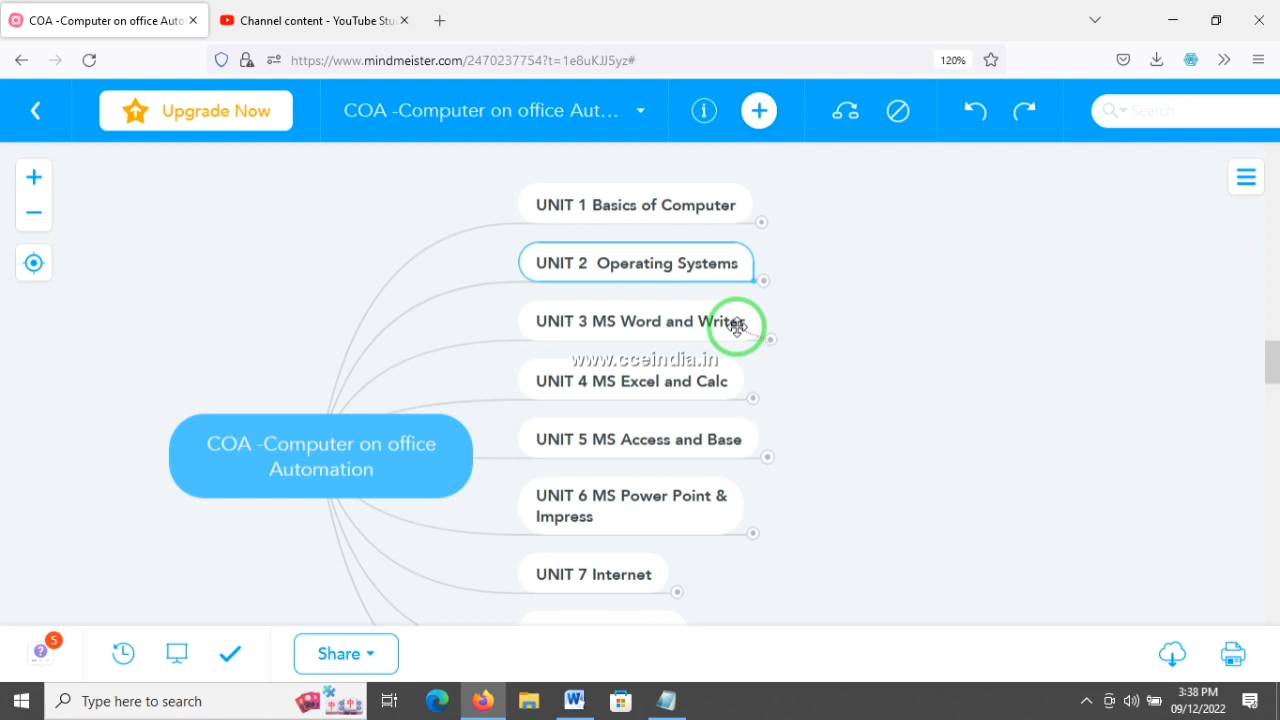 COA -Computer on office Auto
Channel content - YouTube Stu
https://www.mindmeister.com/2470237754?t=1e8uKJJ5yz#
120%
Upgrade Now
COA -Computer on office Aut...
Search
UNIT 1 Basics of Computer
UNIT 2 Operating Systems
UNIT 3 MS Word and Writer
www.cceindia.in
UNIT 4 MS Excel and Calc
COA -Computer on office
Automation
UNIT 5 MS Access and Base
UNIT 6 MS Power Point &
Impress
UNIT 7 Internet
5
Share
Type here to search
3:38 PM
09/12/2022